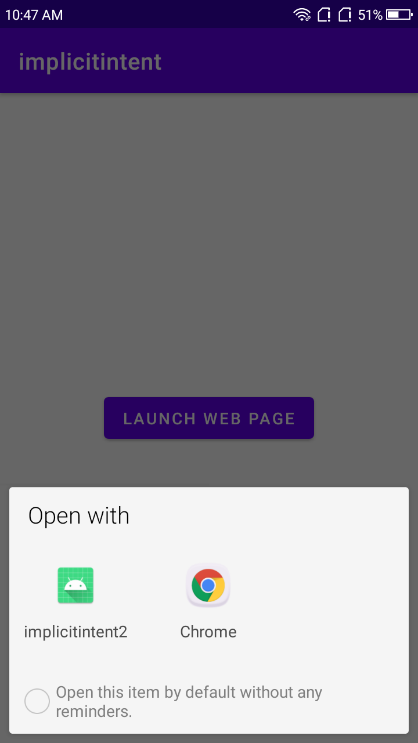 10:47 AM 51%
implicitintent
LAUNCH WEB PAGE
Open with
implicitintent2 Chrome
Open this item by default without any
reminders.